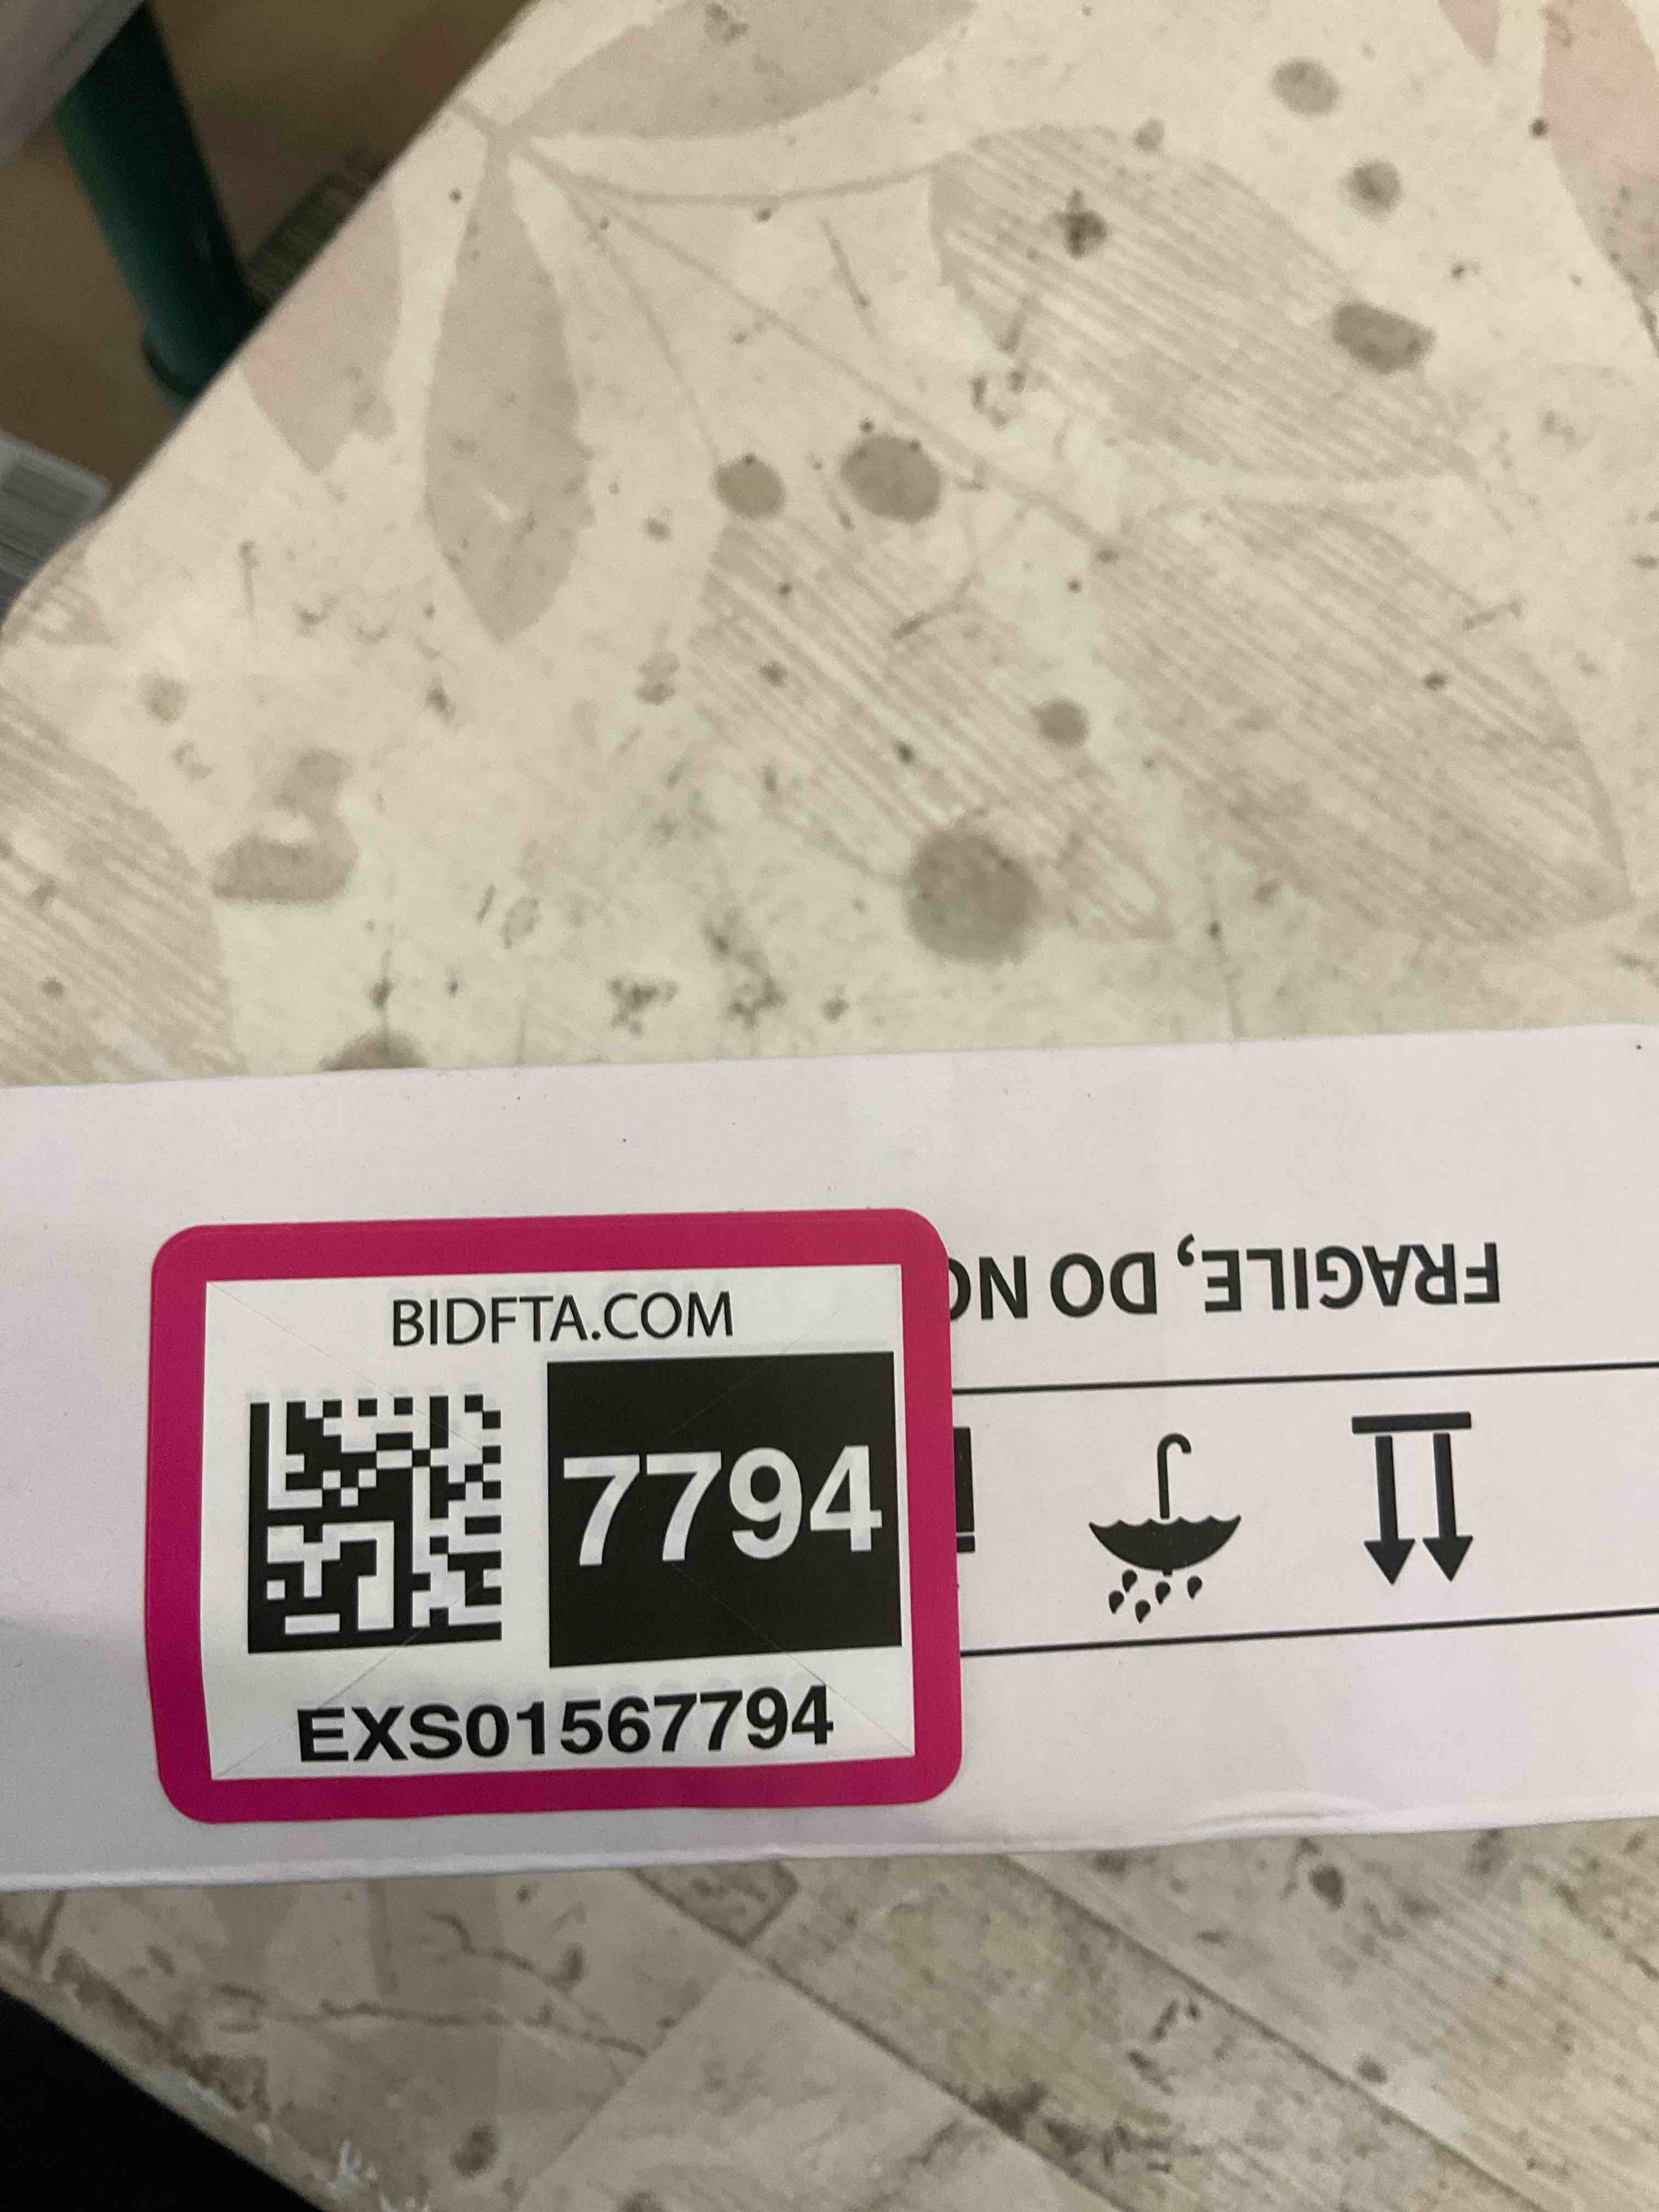 BIDFTA.COM
7794
EXS01567794
FRAGILE, DO NO